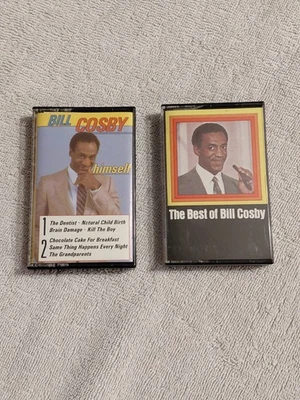 BILL COSBY
himself
1 The Dentist · Natural Child Birth
Brain Damage · Kill The Boy
2 Chocolate Cake For Breakfast
Same Thing Happens Every Night
The Grandparents
The Best of Bill Cosby